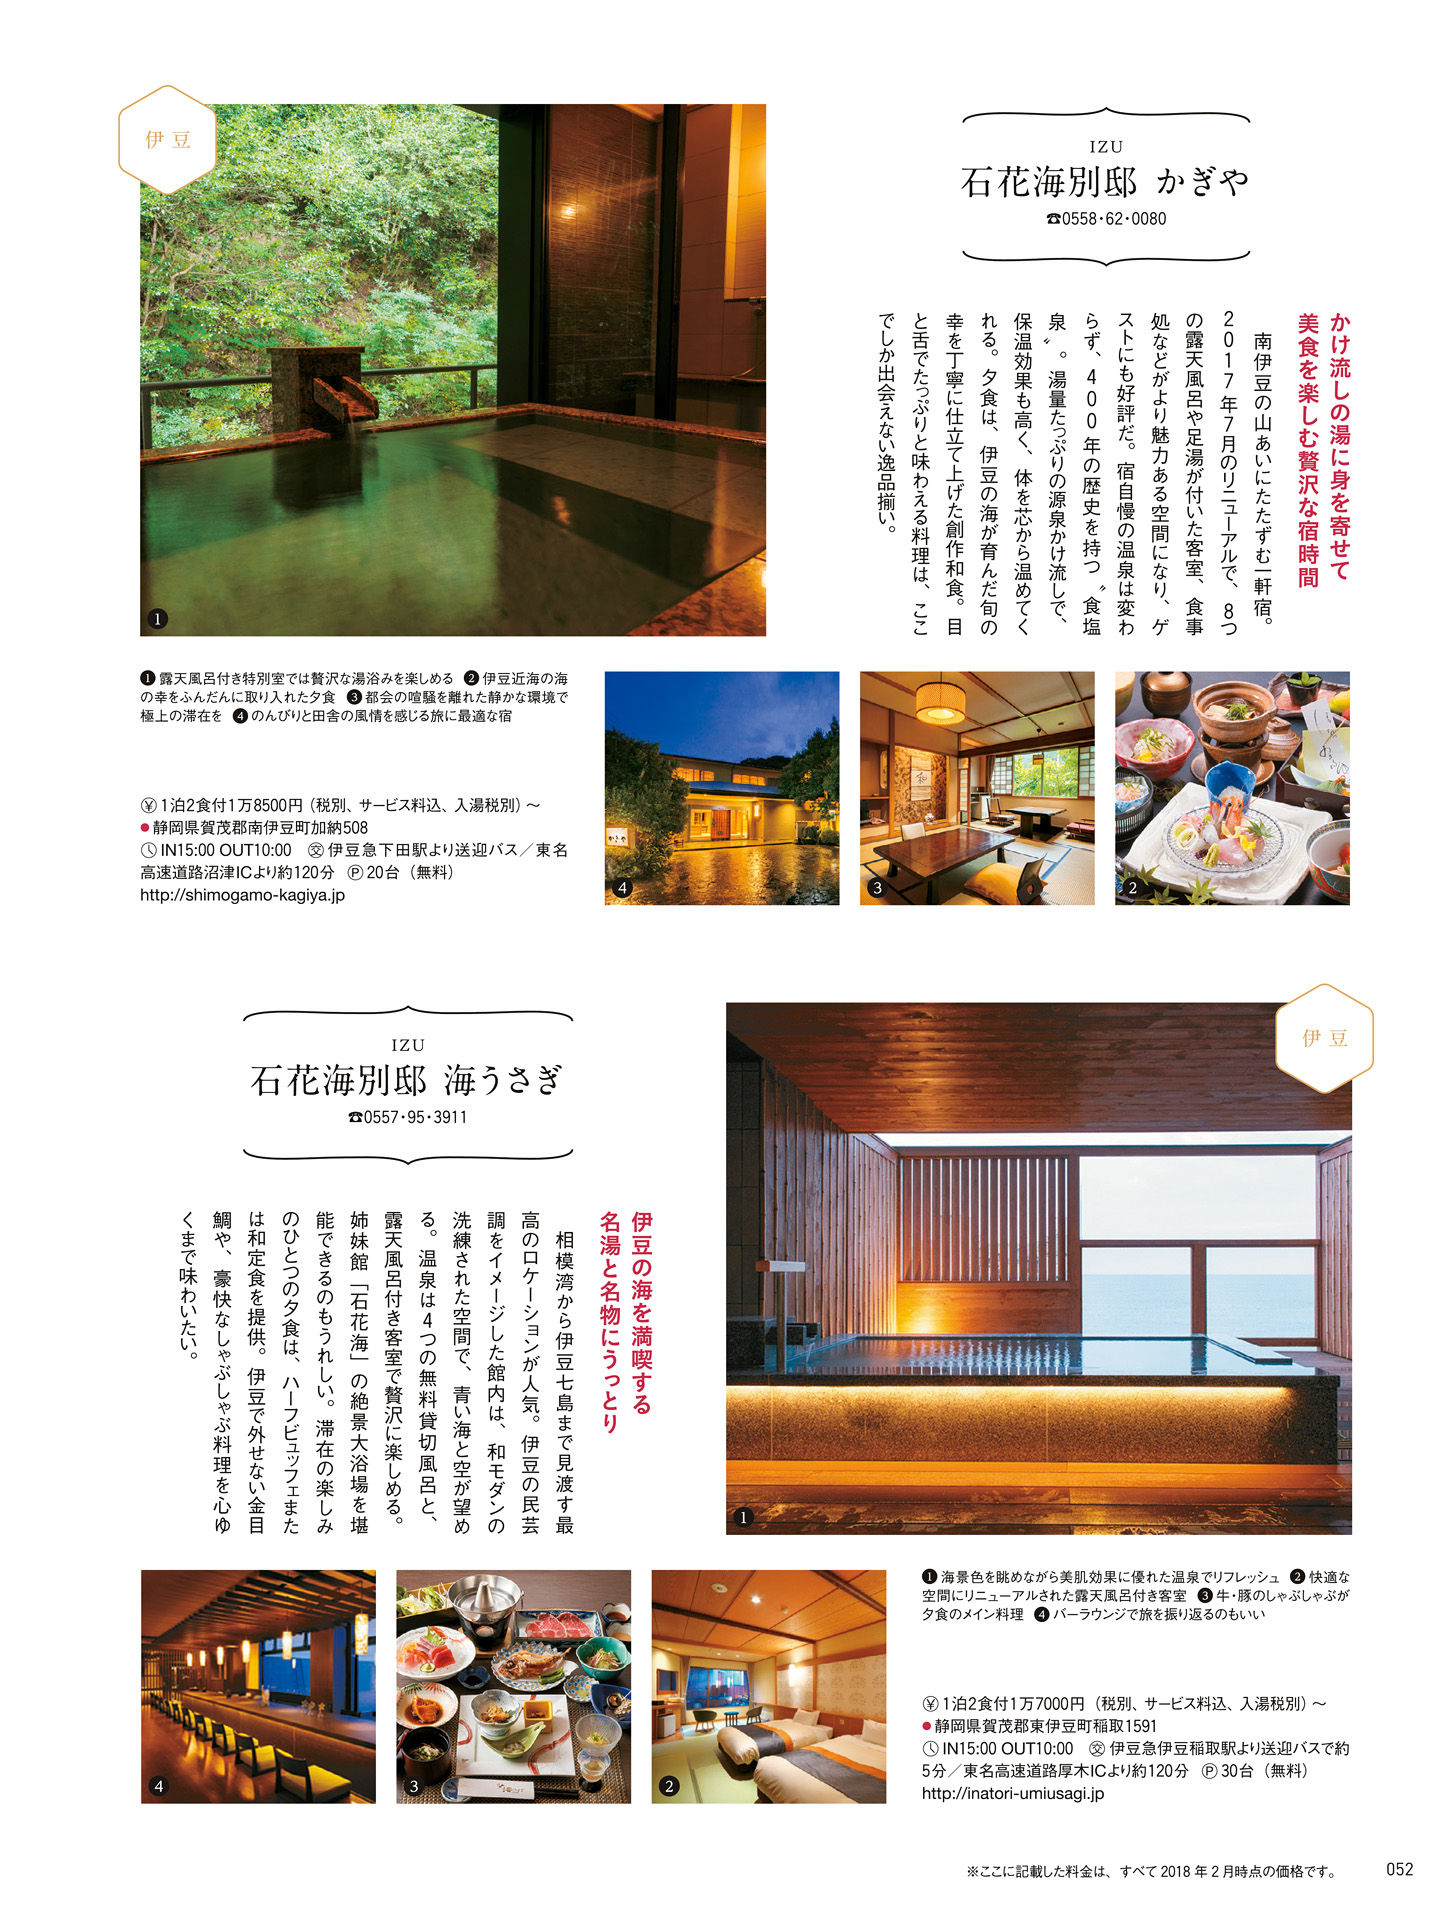 伊豆
IZU
石花海別邸 かぎや
☎0558・62・0080
かけ流しの湯に身を寄せて
美食を楽しむ贅沢な宿時間
南伊豆の山あいにたたずむ一軒宿。
2017年7月のリニューアルで、8つ
の露天風呂や足湯が付いた客室、食事
処などがより魅力ある空間になり、ゲ
ストにも好評だ。宿自慢の温泉は変わ
らず、400年の歴史を持つ〝食塩
泉〟。湯量たっぷりの源泉かけ流しで、
保温効果も高く、体を芯から温めてく
れる。夕食は、伊豆の海が育んだ旬の
幸を丁寧に仕立て上げた創作和食。目
と舌でたっぷりと味わえる料理は、ここ
でしか出会えない逸品揃い。
1
❶露天風呂付き特別室では贅沢な湯浴みを楽しめる ❷伊豆近海の海
の幸をふんだんに取り入れた夕食 ❸都会の喧騒を離れた静かな環境で
極上の滞在を ❹のんびりと田舎の風情を感じる旅に最適な宿
¥1泊2食付1万8500円(税別、サービス料込、入湯税別)〜
●静岡県賀茂郡南伊豆町加納508
IN15:00 OUT10:00 交伊豆急下田駅より送迎バス／東名
高速道路沼津ICより約120分 Ⓟ20台(無料)
http://shimogamo-kagiya.jp
かぎや
4
和
3
2
伊豆
IZU
石花海別邸 海うさぎ
☎0557・95・3911
伊豆の海を満喫する
名湯と名物にうっとり
相模湾から伊豆七島まで見渡す最
高のロケーションが人気。伊豆の民芸
調をイメージした館内は、和モダンの
洗練された空間で、青い海と空が望め
る。温泉は4つの無料貸切風呂と、
露天風呂付き客室で贅沢に楽しめる。
姉妹館「石花海」の絶景大浴場を堪
能できるのもうれしい。滞在の楽しみ
のひとつの夕食は、ハーフビュッフェまた
は和定食を提供。伊豆で外せない金目
鯛や、豪快なしゃぶしゃぶ料理を心ゆ
くまで味わいたい。
1
❶海景色を眺めながら美肌効果に優れた温泉でリフレッシュ ❷快適な
空間にリニューアルされた露天風呂付き客室 ❸牛・豚のしゃぶしゃぶが
夕食のメイン料理 ❹バーラウンジで旅を振り返るのもいい
4
3
2
¥1泊2食付1万7000円(税別、サービス料込、入湯税別)〜
●静岡県賀茂郡東伊豆町稲取1591
IN15:00 OUT10:00 交伊豆急伊豆稲取駅より送迎バスで約
5分／東名高速道路厚木ICより約120分 Ⓟ30台(無料)
http://inatori-umiusagi.jp
※ここに記載した料金は、すべて2018年2月時点の価格です。
052